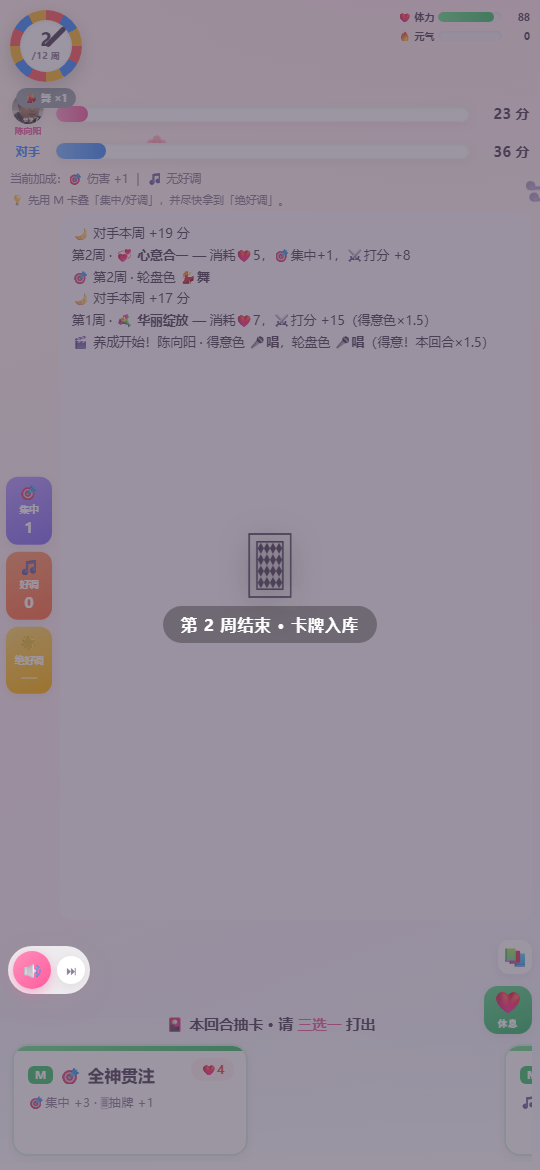 2
/12 周
体力 88
元气 0
舞 ×1
陈向阳
23 分
对手
36 分
当前加成: 伤害 +1 | 无好调
先用 M 卡叠「集中/好调」，并尽快拿到「绝好调」。
对手本周 +19 分
第2周 · 心意合一 — 消耗 5, 集中+1, 打分 +8
第2周 · 轮盘色 舞
对手本周 +17 分
第1周 · 华丽绽放 — 消耗 7, 打分 +15（得意色×1.5）
养成开始！陈向阳 · 得意色 唱, 轮盘色 唱（得意！本回合×1.5）
集中
1
好调
0
绝好调
—
第 2 周结束 • 卡牌入库
休息
本回合抽卡 • 请 三选一 打出
M 全神贯注 4
集中 +3 · 抽牌 +1